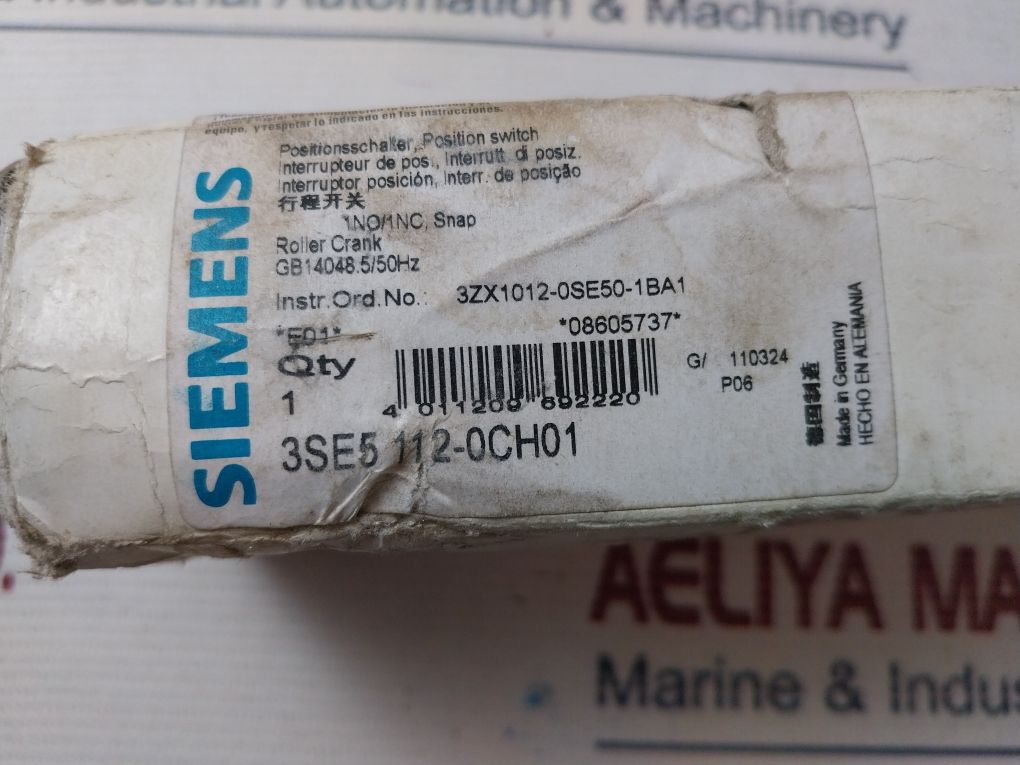 Industrial Automation & Machinery
equipo, y respetar lo indicado en las instrucciones.
SIEMENS
Positionsschalter, Position switch
Interrupteur de pos., Interrutt. di posiz.
Interruptor posición, Interr. de posição
行程开关
1NO/1NC, Snap
Roller Crank
GB14048.5/50Hz
Instr.Ord.No.: 3ZX1012-0SE50-1BA1
*E01* *08605737*
Qty
1
4 011209 892220
G/ 110324
P06
3SE5 112-0CH01
德国制造
Made in Germany
HECHO EN ALEMANIA
AELIYA MA
Marine & Indus